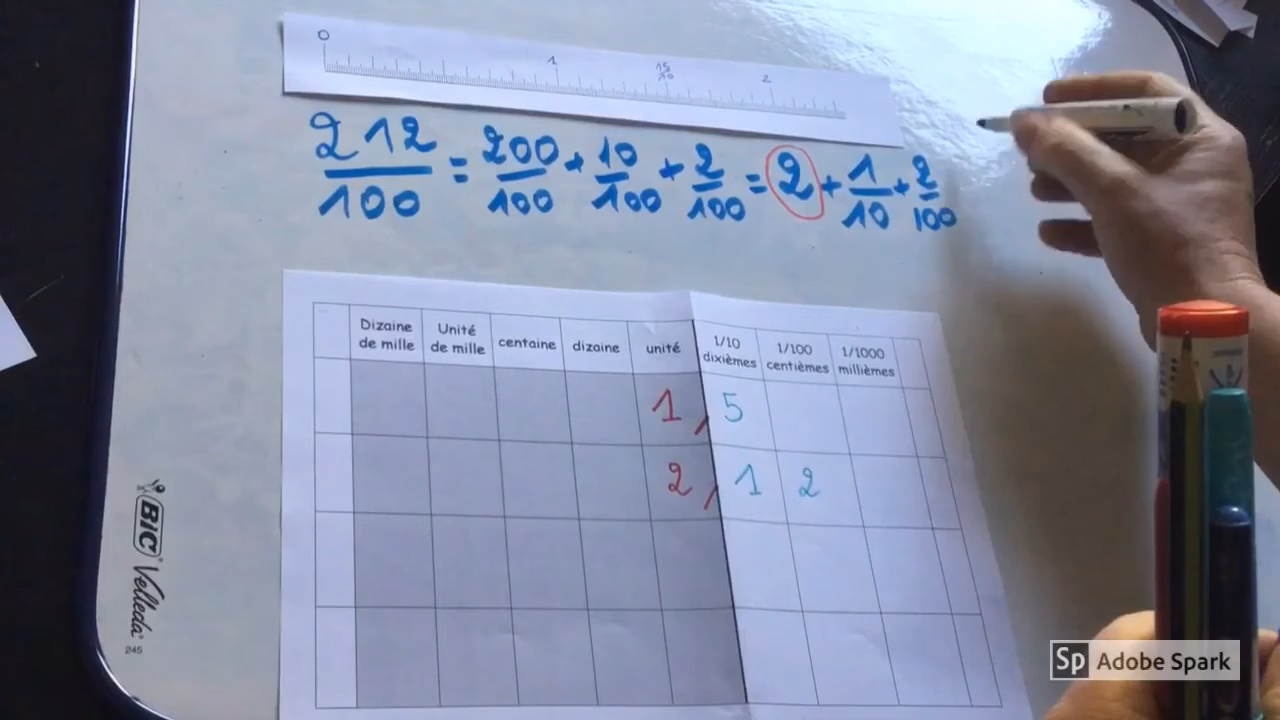 0 1 15/10 2
212/100 = 200/100 + 10/100 + 2/100 = 2 + 1/10 + 2/100
Dizaine de mille Unité de mille centaine dizaine unité 1/10 dixièmes 1/100 centièmes 1/1000 millièmes
1, 5
2, 1 2
BIC Velleda
245
Sp Adobe Spark